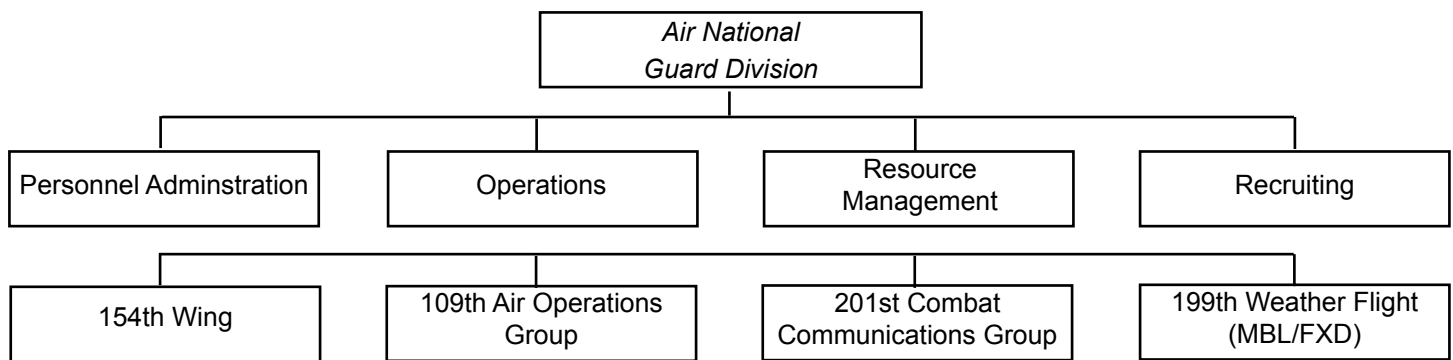 Air National
Guard Division
Personnel Adminstration
Operations
Resource
Management
Recruiting
154th Wing
109th Air Operations
Group
201st Combat
Communications Group
199th Weather Flight
(MBL/FXD)